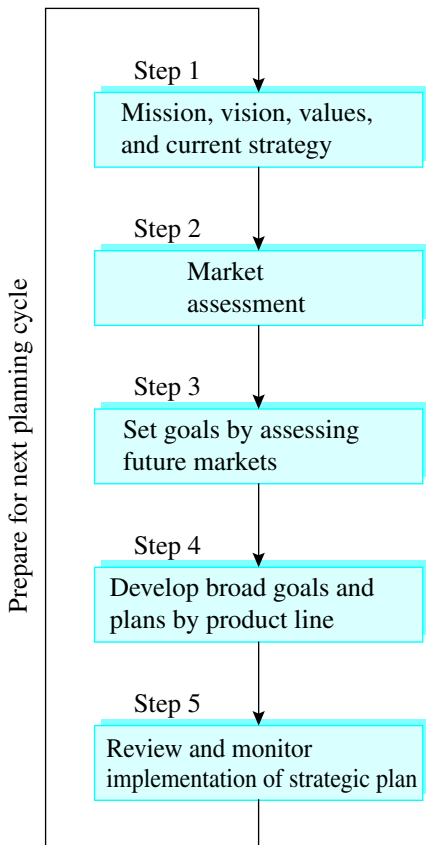 Prepare for next planning cycle
Step 1
Mission, vision, values,
and current strategy
Step 2
Market
assessment
Step 3
Set goals by assessing
future markets
Step 4
Develop broad goals and
plans by product line
Step 5
Review and monitor
implementation of strategic plan